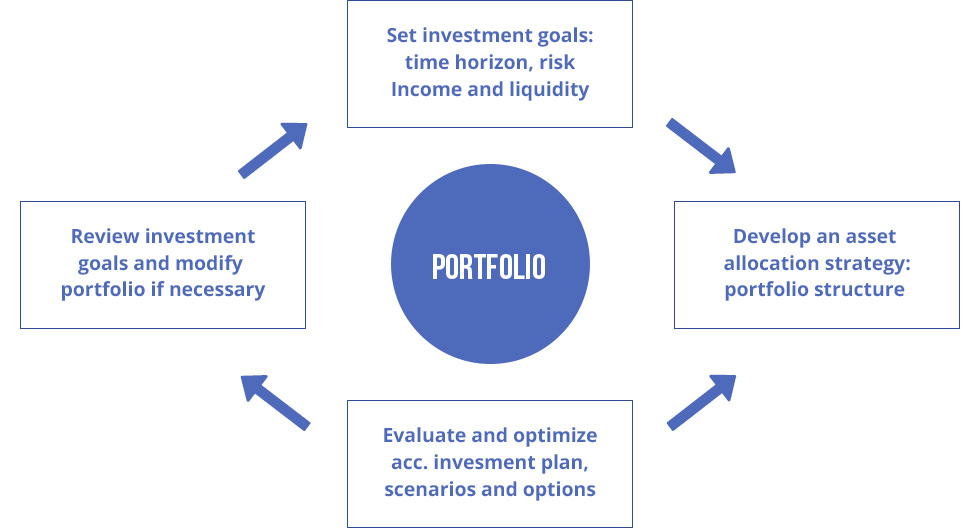 Set investment goals:
time horizon, risk
Income and liquidity
Review investment
goals and modify
portfolio if necessary
PORTFOLIO
Develop an asset
allocation strategy:
portfolio structure
Evaluate and optimize
acc. invesment plan,
scenarios and options